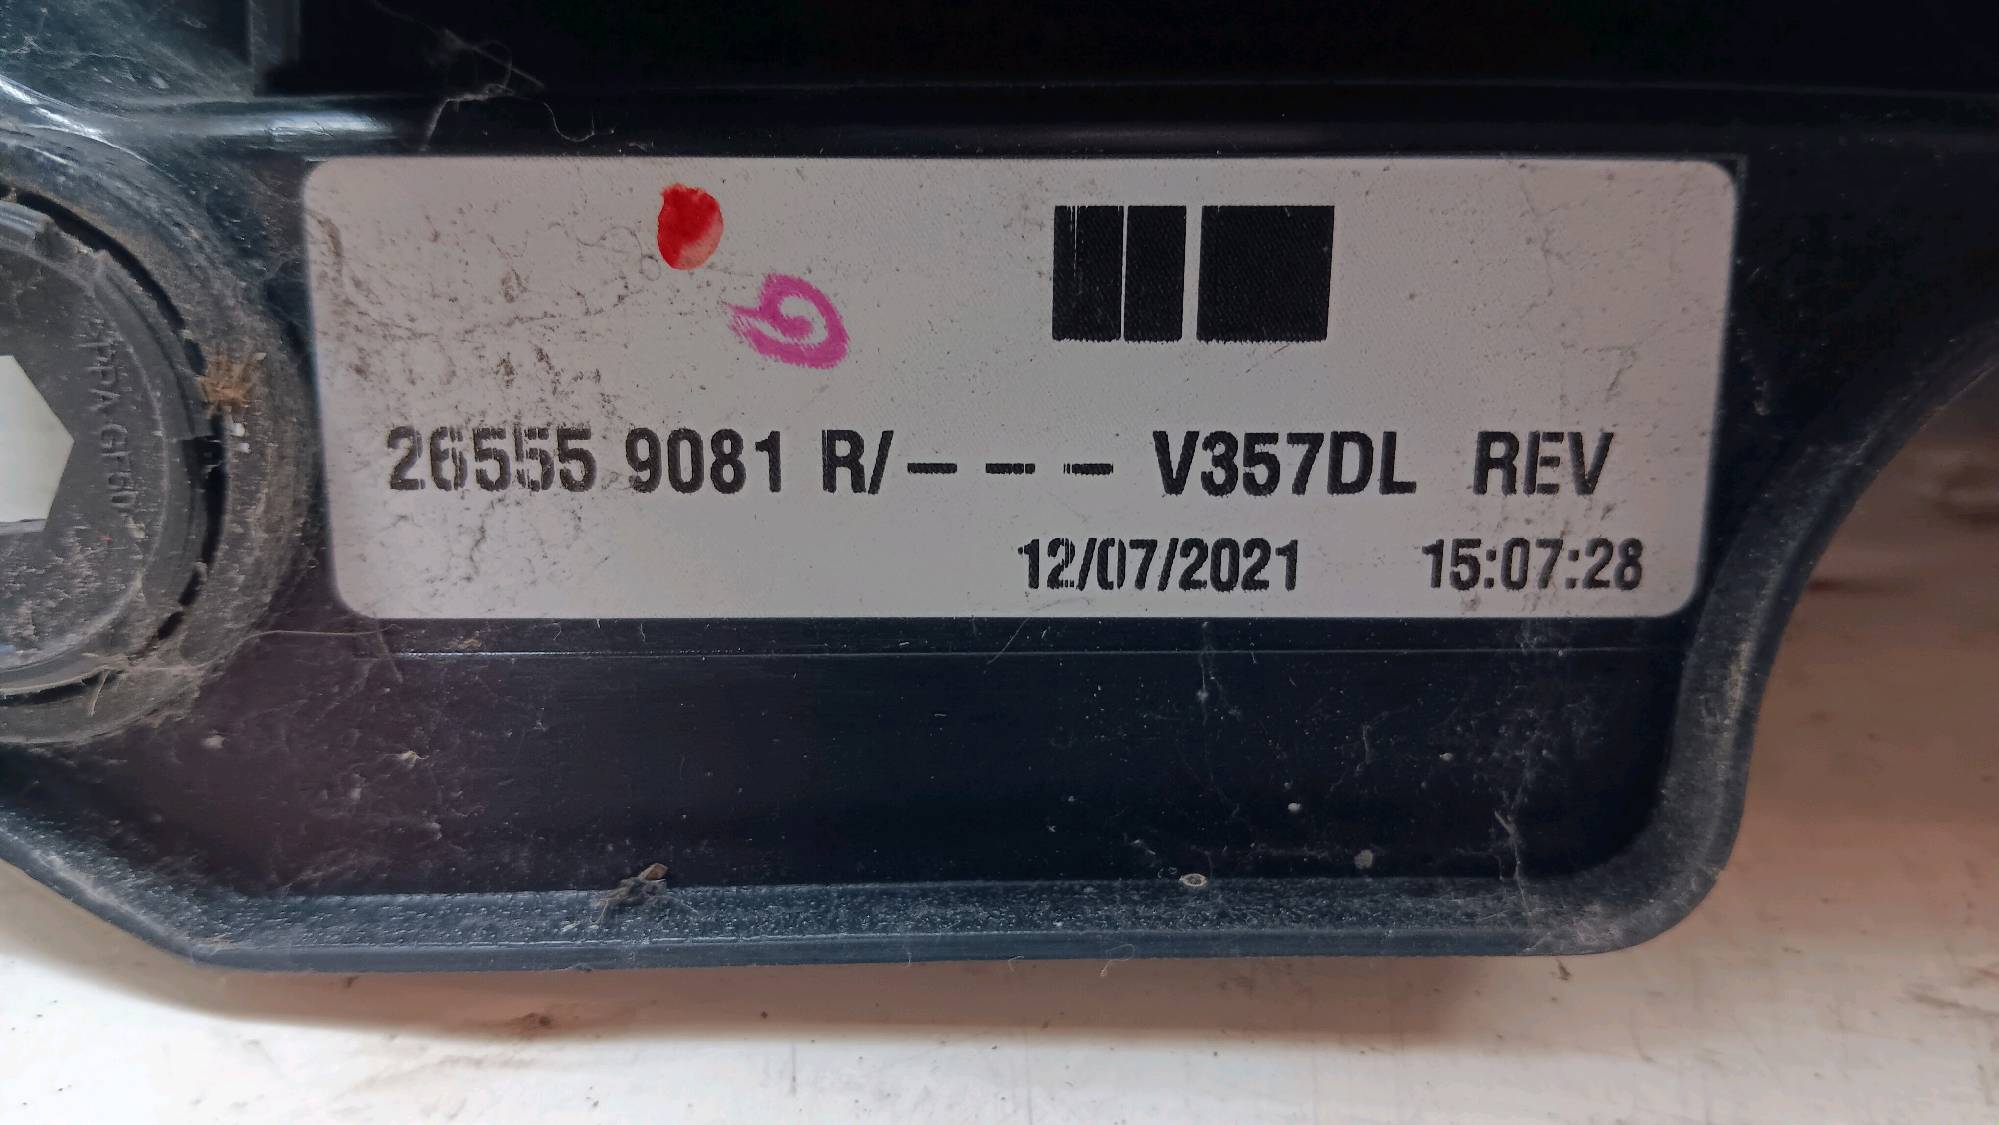 26555 9081 R/- - - V357DL REV
12/07/2021 15:07:28